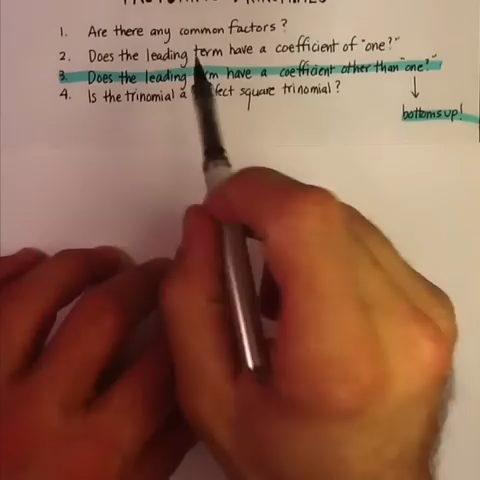 1. Are there any common factors?
2. Does the leading term have a coefficient of "one?"
3. Does the leading have a coefficient other than "one?"
4. Is the trinomial a square trinomial?
bottoms up!